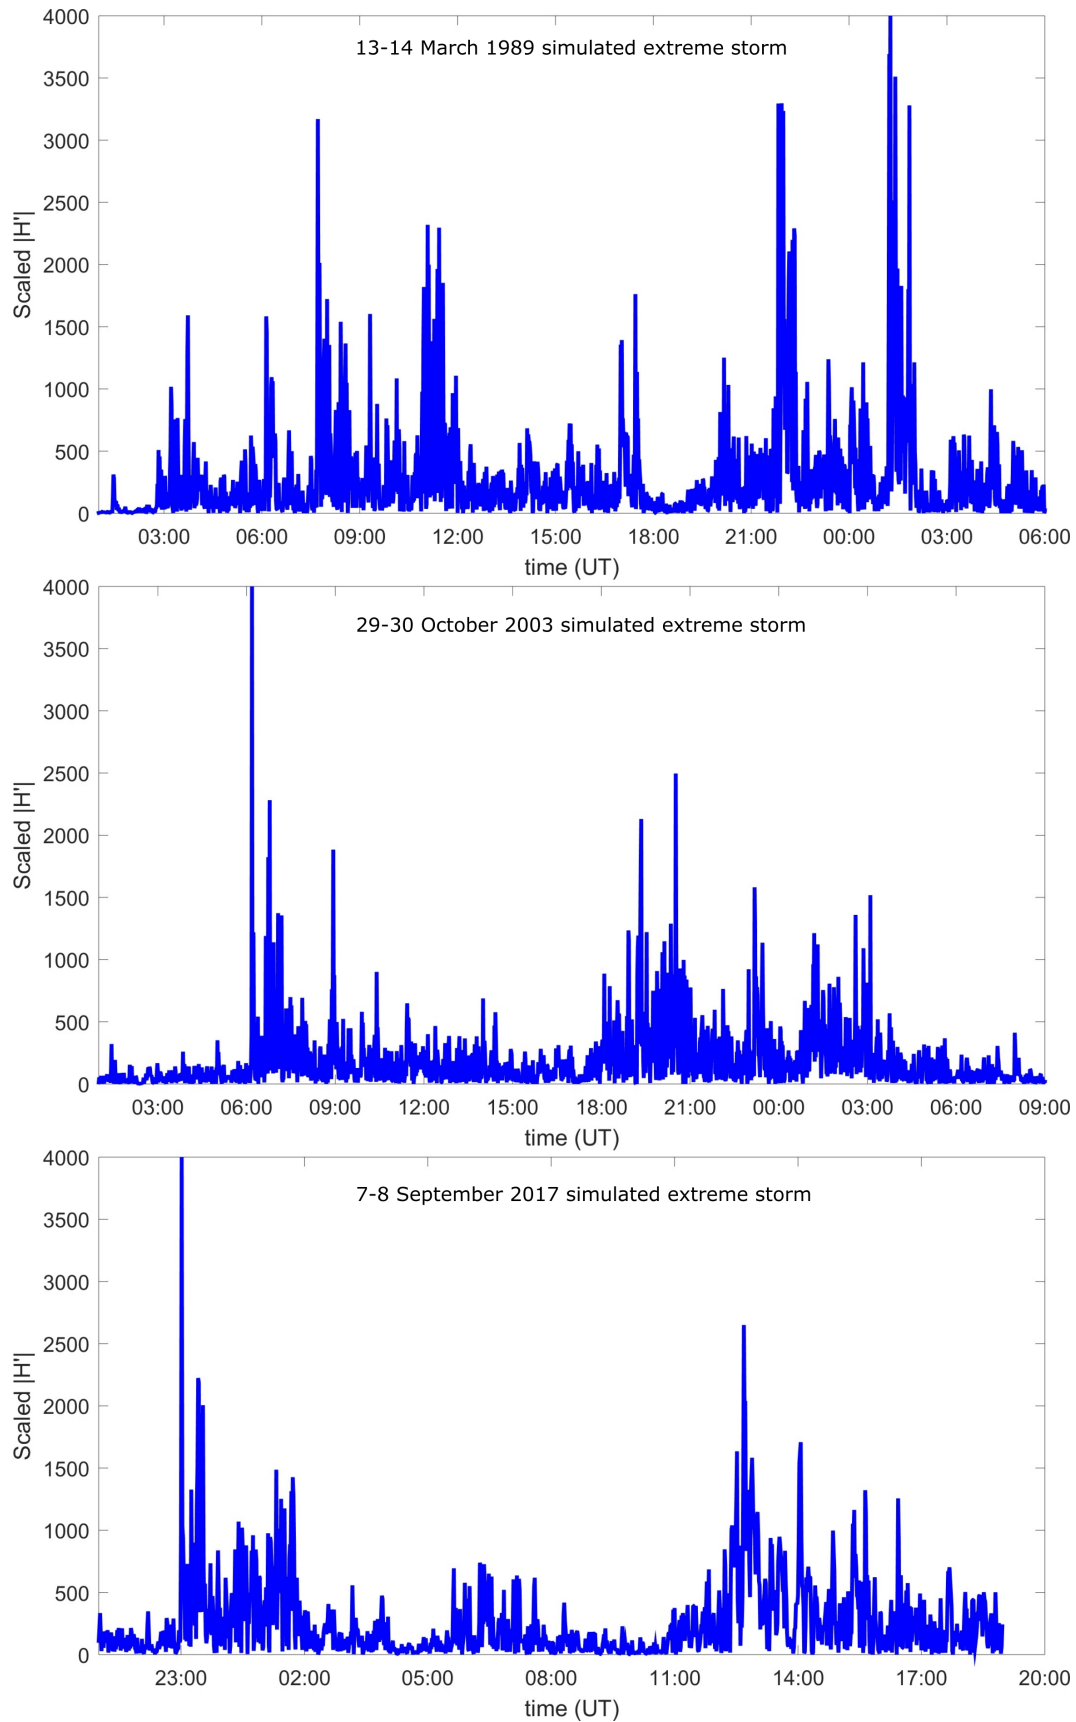 4000
13-14 March 1989 simulated extreme storm
3500
3000
2500
2000
1500
1000
500
0
Scaled |H'|
03:00 06:00 09:00 12:00 15:00 18:00 21:00 00:00 03:00 06:00
time (UT)
4000
29-30 October 2003 simulated extreme storm
3500
3000
2500
2000
1500
1000
500
0
Scaled |H'|
03:00 06:00 09:00 12:00 15:00 18:00 21:00 00:00 03:00 06:00 09:00
time (UT)
4000
7-8 September 2017 simulated extreme storm
3500
3000
2500
2000
1500
1000
500
0
Scaled |H'|
23:00 02:00 05:00 08:00 11:00 14:00 17:00 20:00
time (UT)